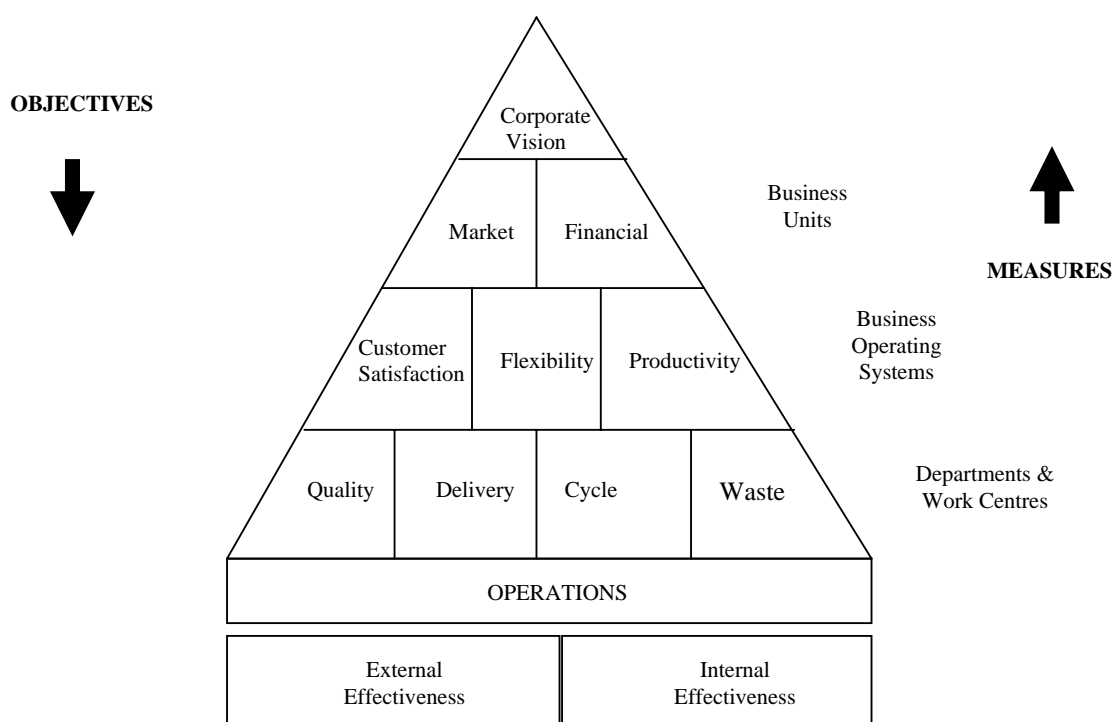 OBJECTIVES
Corporate
Vision
Market
Financial
Business
Units
MEASURES
Customer
Satisfaction
Flexibility
Productivity
Business
Operating
Systems
Quality
Delivery
Cycle
Waste
Departments &
Work Centres
OPERATIONS
External
Effectiveness
Internal
Effectiveness